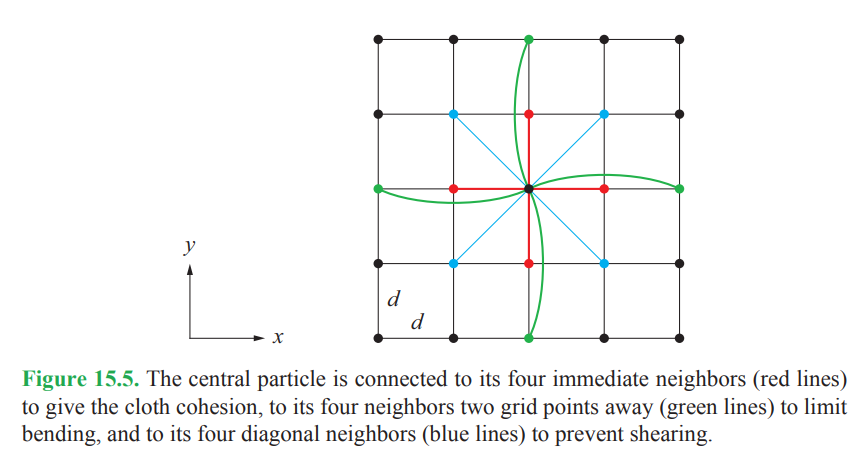 y
x
d
d
Figure 15.5. The central particle is connected to its four immediate neighbors (red lines)
to give the cloth cohesion, to its four neighbors two grid points away (green lines) to limit
bending, and to its four diagonal neighbors (blue lines) to prevent shearing.